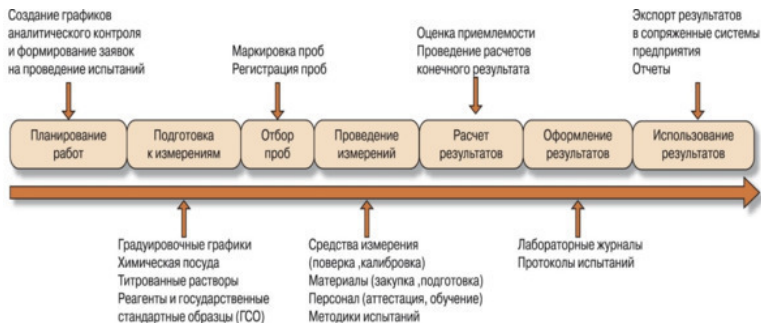 Создание графиков
аналитического контроля
и формирование заявок
на проведение испытаний
Маркировка проб
Регистрация проб
Оценка приемлемости
Проведение расчетов
конечного результата
Экспорт результатов
в сопряженные системы
предприятия
Отчеты
Планирование
работ
Подготовка
к измерениям
Отбор
проб
Проведение
измерений
Расчет
результатов
Оформление
результатов
Использование
результатов
Градуировочные графики
Химическая посуда
Титрованные растворы
Реагенты и государственные
стандартные образцы (ГСО)
Средства измерения
(поверка ,калибровка)
Материалы (закупка ,подготовка)
Персонал (аттестация, обучение)
Методики испытаний
Лабораторные журналы
Протоколы испытаний